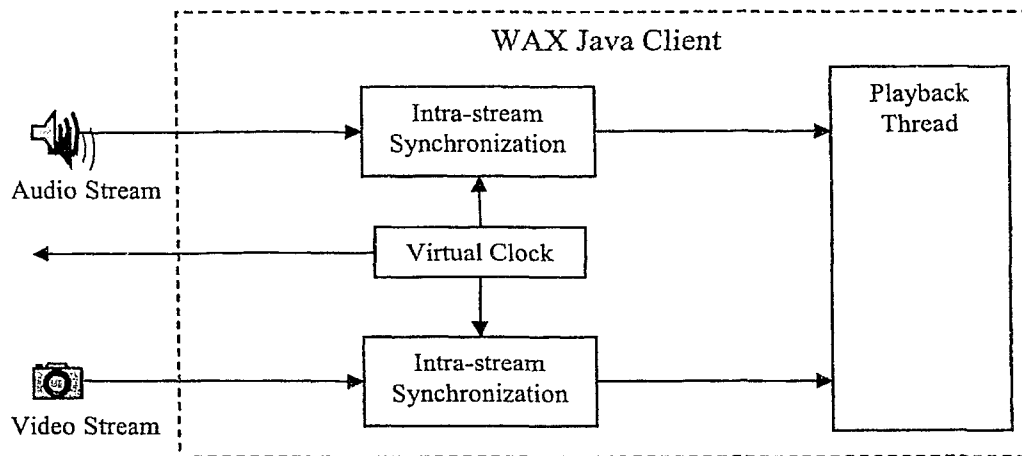 WAX Java Client
Intra-stream
Synchronization
Playback
Thread
Audio Stream
Virtual Clock
Intra-stream
Synchronization
Video Stream